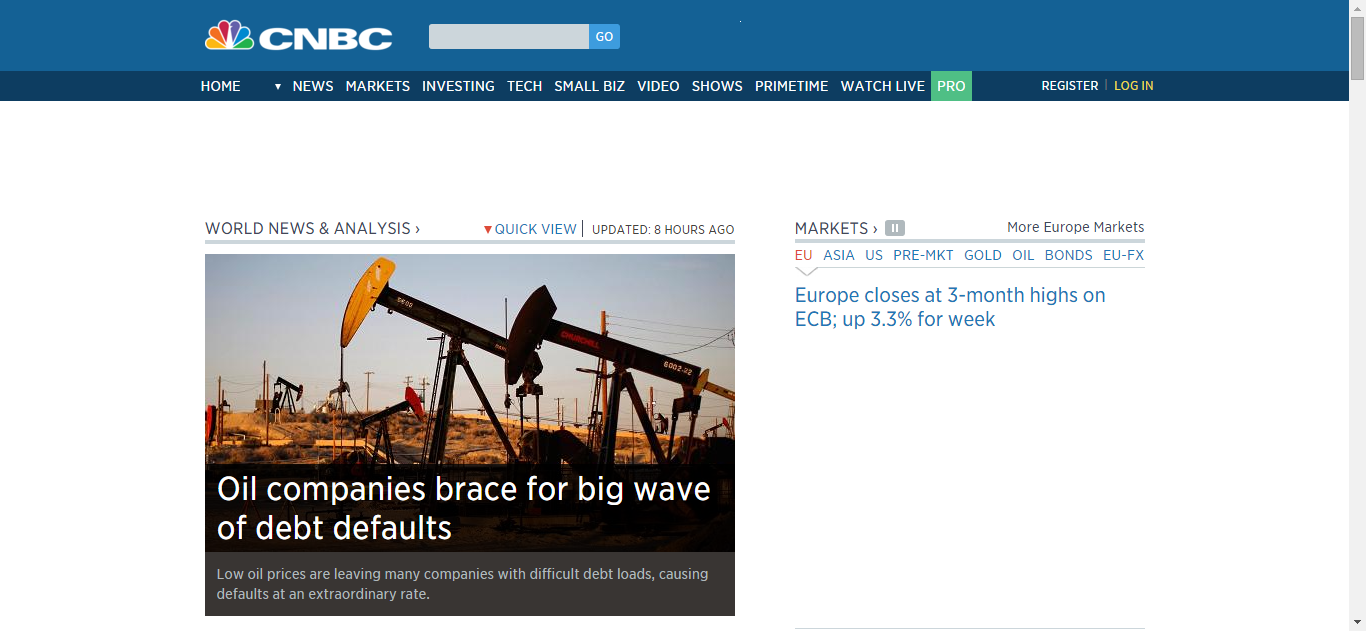 CNBC
GO
HOME ▼ NEWS MARKETS INVESTING TECH SMALL BIZ VIDEO SHOWS PRIMETIME WATCH LIVE PRO REGISTER | LOG IN
WORLD NEWS & ANALYSIS › ▼QUICK VIEW | UPDATED: 8 HOURS AGO
5600
CHURCHILL
6002-22
Oil companies brace for big wave
of debt defaults
Low oil prices are leaving many companies with difficult debt loads, causing
defaults at an extraordinary rate.
MARKETS › More Europe Markets
EU ASIA US PRE-MKT GOLD OIL BONDS EU-FX
Europe closes at 3-month highs on
ECB; up 3.3% for week